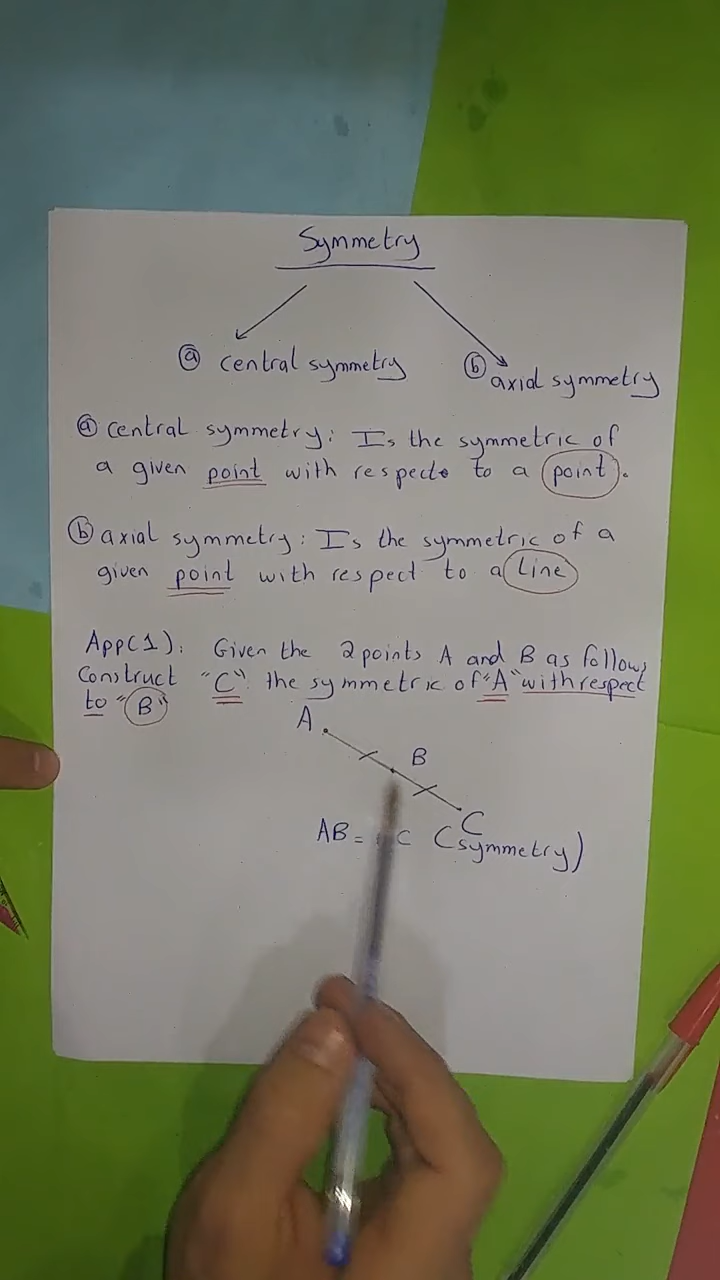 Symmetry
ⓐ central symmetry
ⓑ axial symmetry
ⓐ central symmetry: Is the symmetric of
a given point with respecto to a point.
ⓑ axial symmetry: Is the symmetric of a
given point with respect to a Line
App(1): Given the 2 points A and B as follows,
Construct "C" the symmetric of "A" with respect
to "B"
A
B
C
AB = C (symmetry)